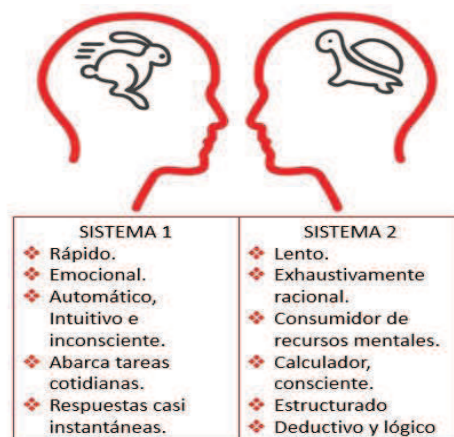 SISTEMA 1
❖ Rápido.
❖ Emocional.
❖ Automático,
Intuitivo e
inconsciente.
❖ Abarca tareas
cotidianas.
❖ Respuestas casi
instantáneas.
SISTEMA 2
❖ Lento.
❖ Exhaustivamente
racional.
❖ Consumidor de
recursos mentales.
❖ Calculador,
consciente.
❖ Estructurado
❖ Deductivo y lógico